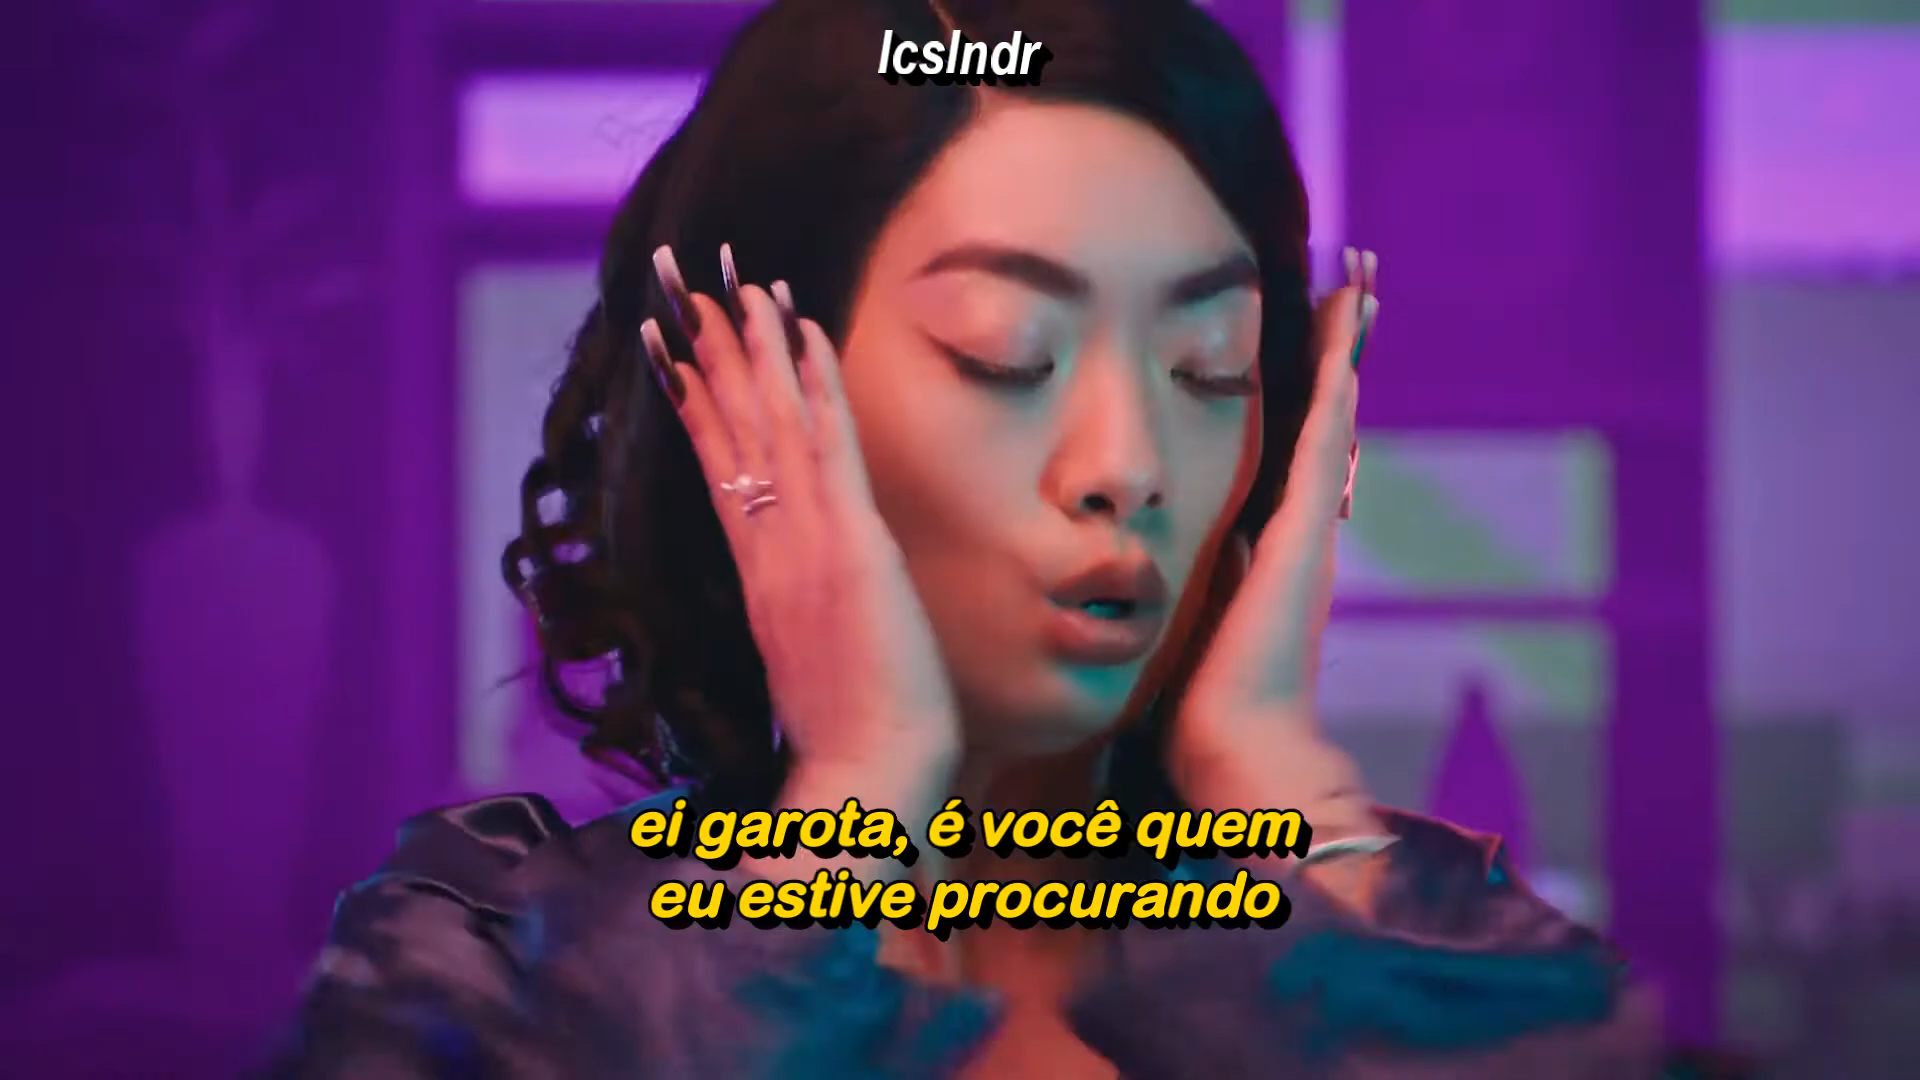 lcslndr
ei garota, é você quem
eu estive procurando